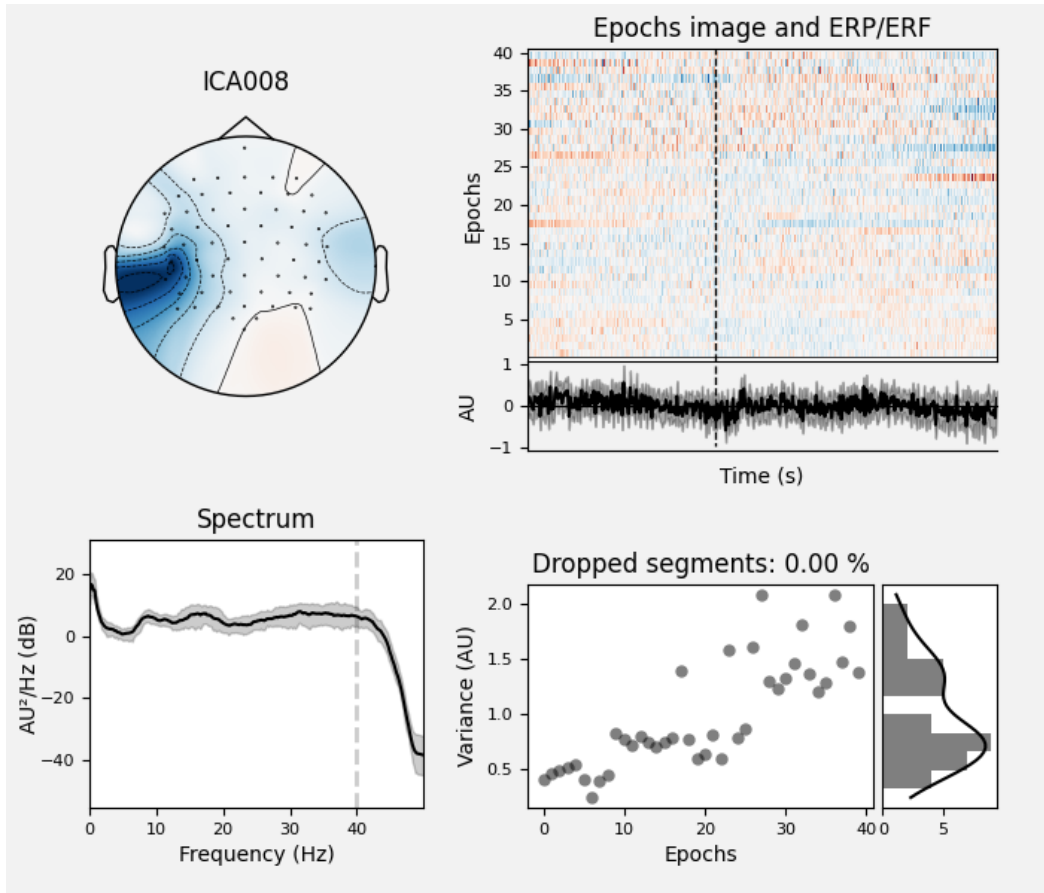 ICA008
Epochs image and ERP/ERF
Epochs
40
35
30
25
20
15
10
5
AU
1
0
−1
Time (s)
Spectrum
AU²/Hz (dB)
20
0
−20
−40
0 10 20 30 40
Frequency (Hz)
Dropped segments: 0.00 %
Variance (AU)
2.0
1.5
1.0
0.5
0 10 20 30 40
Epochs
0 5